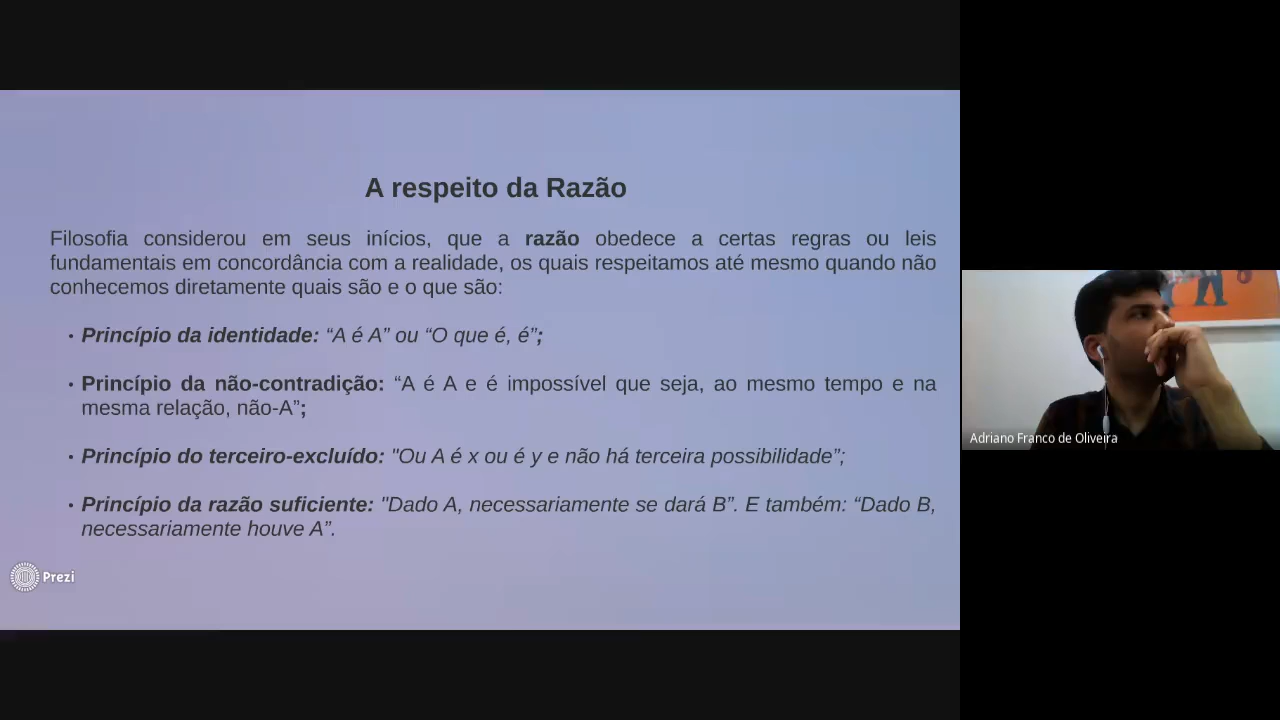 A respeito da Razão
Filosofia considerou em seus inícios, que a razão obedece a certas regras ou leis
fundamentais em concordância com a realidade, os quais respeitamos até mesmo quando não
conhecemos diretamente quais são e o que são:
• Princípio da identidade: “A é A” ou “O que é, é”;
• Princípio da não-contradição: “A é A e é impossível que seja, ao mesmo tempo e na
mesma relação, não-A”;
• Princípio do terceiro-excluído: "Ou A é x ou é y e não há terceira possibilidade”;
• Princípio da razão suficiente: "Dado A, necessariamente se dará B”. E também: “Dado B,
necessariamente houve A”.
Prezi
Adriano Franco de Oliveira